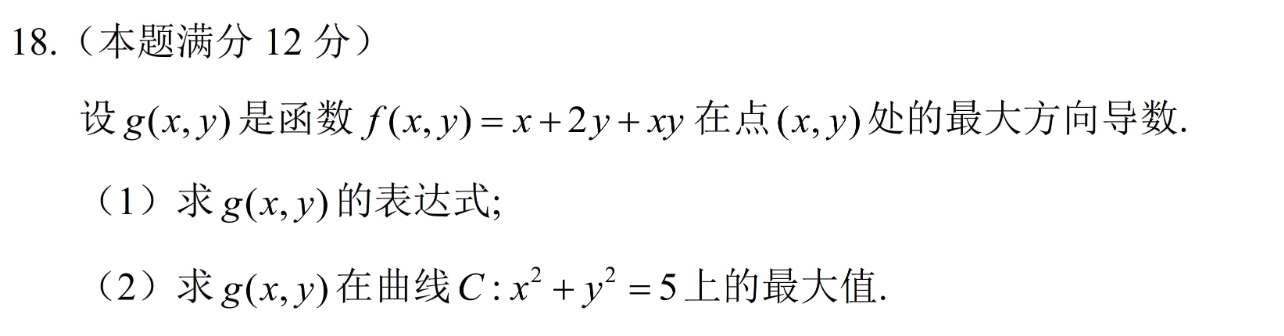 18.（本题满分 12 分）
设 g(x, y) 是函数 f(x, y) = x + 2y + xy 在点 (x, y) 处的最大方向导数.
（1）求 g(x, y) 的表达式;
（2）求 g(x, y) 在曲线 C : x² + y² = 5 上的最大值.